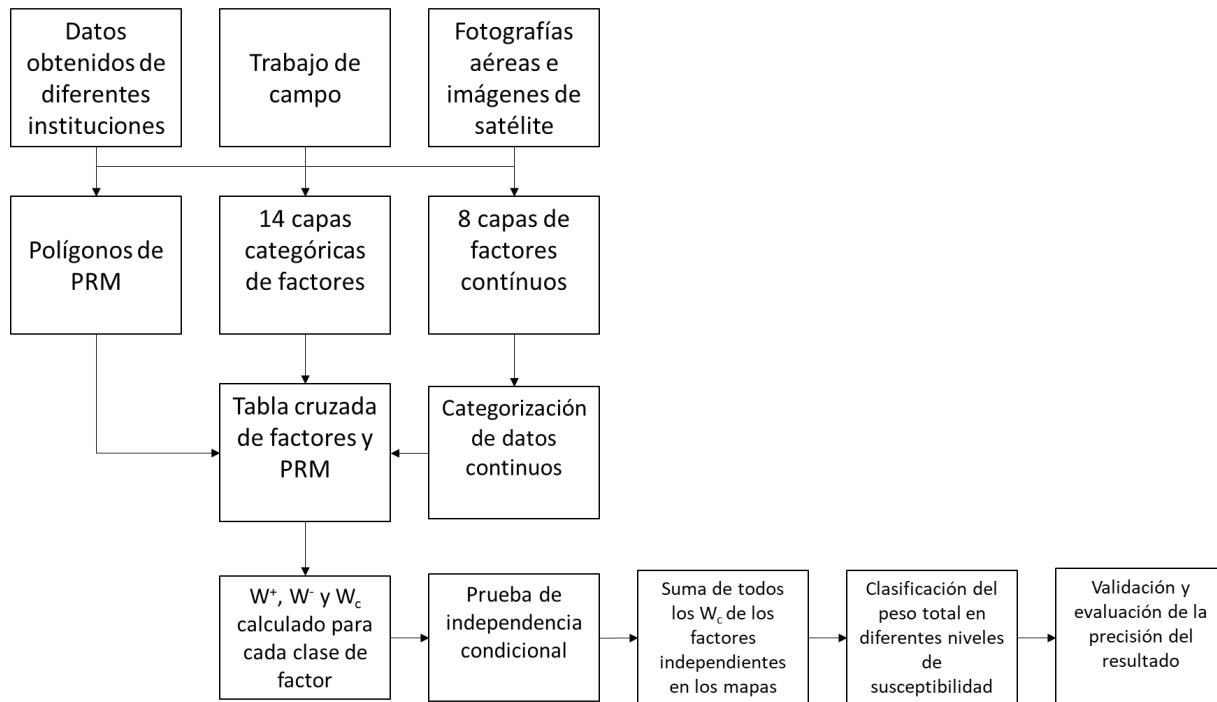 Datos
obtenidos de
diferentes
instituciones
Trabajo de
campo
Fotografías
aéreas e
imágenes de
satélite
Polígonos de
PRM
14 capas
categóricas
de factores
8 capas de
factores
contínuos
Tabla cruzada
de factores y
PRM
Categorización
de datos
continuos
W⁺, W⁻ y W꜀
calculado para
cada clase de
factor
Prueba de
independencia
condicional
Suma de todos
los W꜀ de los
factores
independientes
en los mapas
Clasificación del
peso total en
diferentes niveles
de
susceptibilidad
Validación y
evaluación de la
precisión del
resultado